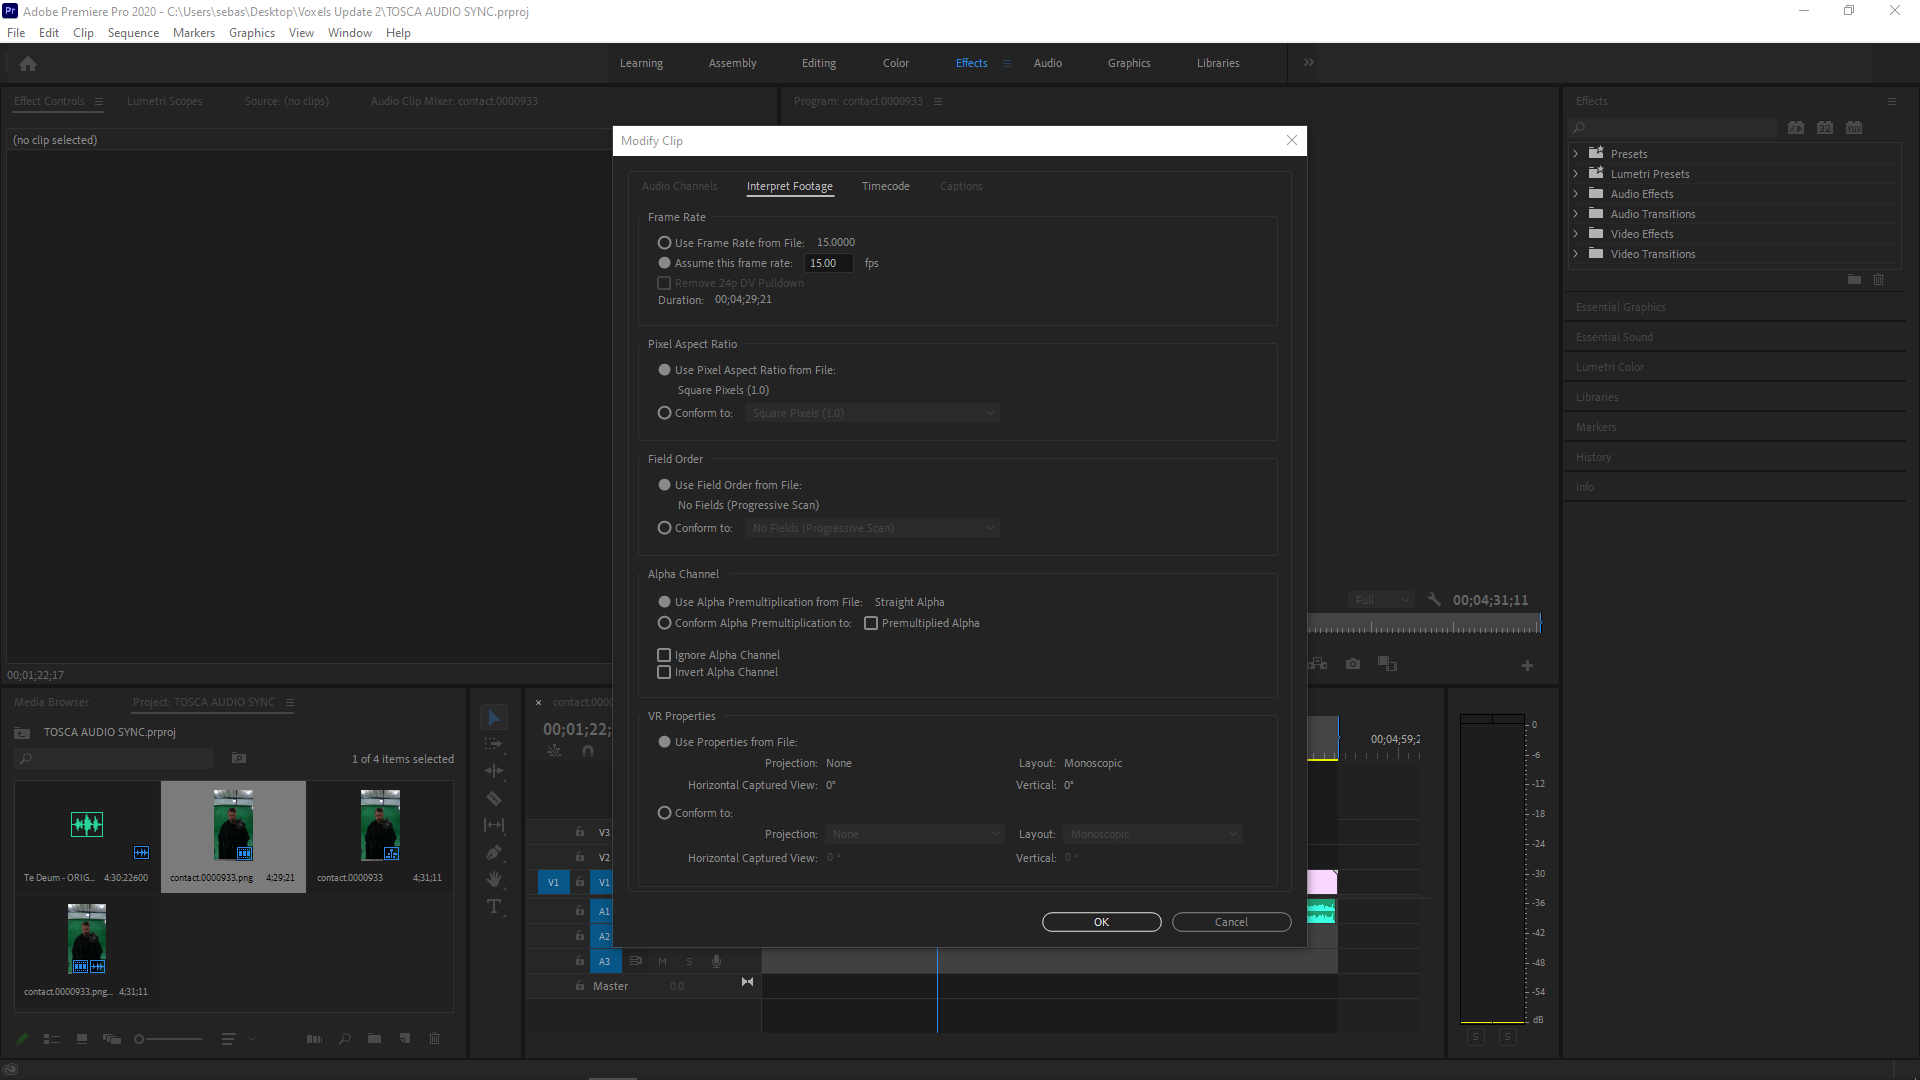 Adobe Premiere Pro 2020 - C:\Users\sebas\Desktop\Voxels Update 2\TOSCA AUDIO SYNC.prproj
File Edit Clip Sequence Markers Graphics View Window Help
Learning Assembly Editing Color Effects Audio Graphics Libraries
Effect Controls Lumetri Scopes Source: (no clips) Audio Clip Mixer: contact.0000933 Program: contact.0000933 Effects
(no clip selected)
Modify Clip
Audio Channels Interpret Footage Timecode Captions
Frame Rate
Use Frame Rate from File: 15.0000
Assume this frame rate: 15.00 fps
Remove 24p DV Pulldown
Duration: 00;04;29;21
Pixel Aspect Ratio
Use Pixel Aspect Ratio from File:
Square Pixels (1.0)
Conform to: Square Pixels (1.0)
Field Order
Use Field Order from File:
No Fields (Progressive Scan)
Conform to: No Fields (Progressive Scan)
Alpha Channel
Use Alpha Premultiplication from File: Straight Alpha
Conform Alpha Premultiplication to: Premultiplied Alpha
Ignore Alpha Channel
Invert Alpha Channel
VR Properties
Use Properties from File:
Projection: None Layout: Monoscopic
Horizontal Captured View: 0° Vertical: 0°
Conform to:
Projection: None Layout: Monoscopic
Horizontal Captured View: 0 ° Vertical: 0 °
OK Cancel
32 YUV
Presets
Lumetri Presets
Audio Effects
Audio Transitions
Video Effects
Video Transitions
Essential Graphics
Essential Sound
Lumetri Color
Libraries
Markers
History
Info
Full 00;04;31;11
00;01;22;17
Media Browser Project: TOSCA AUDIO SYNC
TOSCA AUDIO SYNC.prproj
1 of 4 items selected
Te Deum - ORIG... 4:30:22600
contact.0000933.png 4;29;21
contact.0000933 4;31;11
contact.0000933.png... 4;31;11
× contact.000
00;01;22;
00;04;59;2
V3
V2
V1 V1
A1
A2
A3 M S
Master 0.0
0
-6
-12
-18
-24
-30
-36
-42
-48
-54
dB
S S